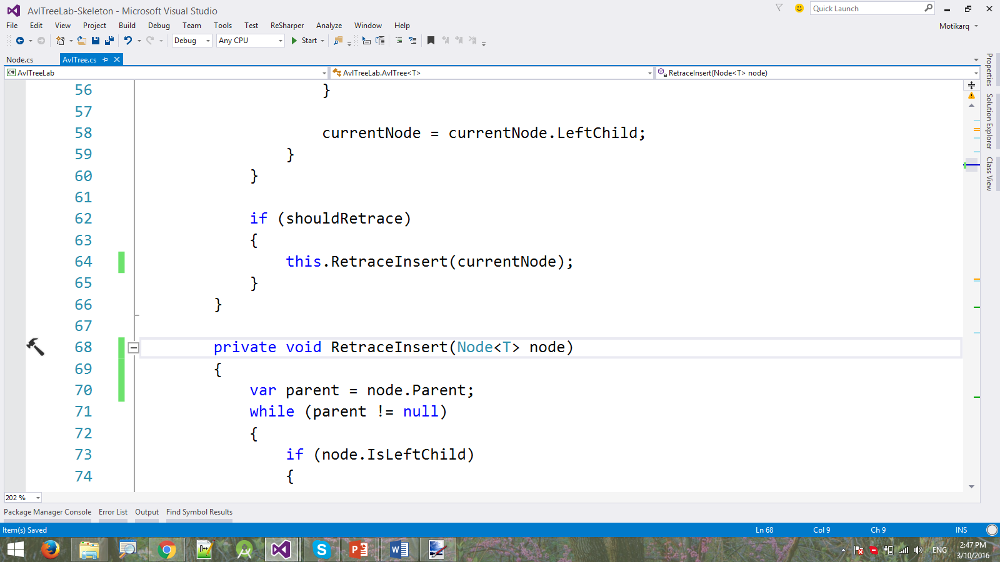 AvlTreeLab-Skeleton - Microsoft Visual Studio
Quick Launch
File Edit View Project Build Debug Team Tools Test ReSharper Analyze Window Help
Motikarq
Debug Any CPU Start
Node.cs AvlTree.cs
C# AvlTreeLab AvlTreeLab.AvlTree<T> RetraceInsert(Node<T> node)
Properties
Solution Explorer
Class View
56 }
57
58 currentNode = currentNode.LeftChild;
59 }
60 }
61
62 if (shouldRetrace)
63 {
64 this.RetraceInsert(currentNode);
65 }
66 }
67
68 private void RetraceInsert(Node<T> node)
69 {
70 var parent = node.Parent;
71 while (parent != null)
72 {
73 if (node.IsLeftChild)
74 {
202 %
Package Manager Console Error List Output Find Symbol Results
Item(s) Saved Ln 68 Col 9 Ch 9 INS
ENG 2:47 PM
3/10/2016